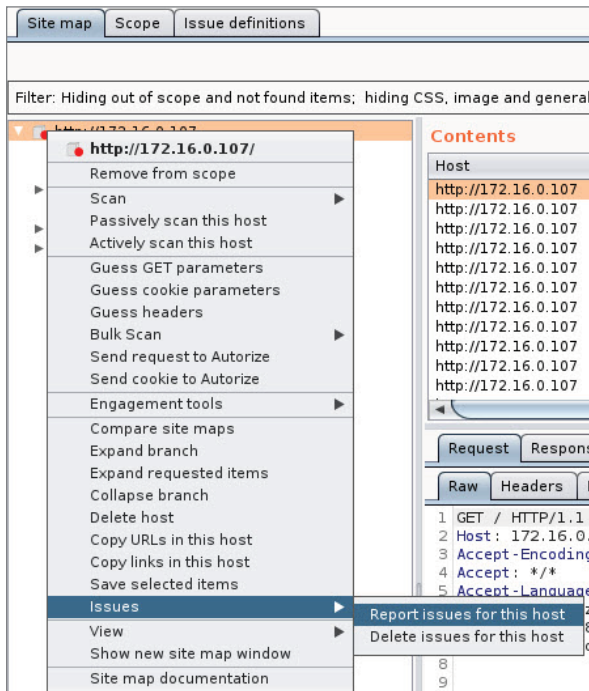 Site map Scope Issue definitions
Filter: Hiding out of scope and not found items; hiding CSS, image and general
http://172.16.0.107
http://172.16.0.107/
Remove from scope
Scan
Passively scan this host
Actively scan this host
Guess GET parameters
Guess cookie parameters
Guess headers
Bulk Scan
Send request to Autorize
Send cookie to Autorize
Engagement tools
Compare site maps
Expand branch
Expand requested items
Collapse branch
Delete host
Copy URLs in this host
Copy links in this host
Save selected items
Issues
View
Show new site map window
Site map documentation
Report issues for this host
Delete issues for this host
Contents
Host
http://172.16.0.107
http://172.16.0.107
http://172.16.0.107
http://172.16.0.107
http://172.16.0.107
http://172.16.0.107
http://172.16.0.107
http://172.16.0.107
http://172.16.0.107
http://172.16.0.107
http://172.16.0.107
Request Respons
Raw Headers
1 GET / HTTP/1.1
2 Host: 172.16.0.
3 Accept-Encoding
4 Accept: */*
5 Accept-Language
8
9